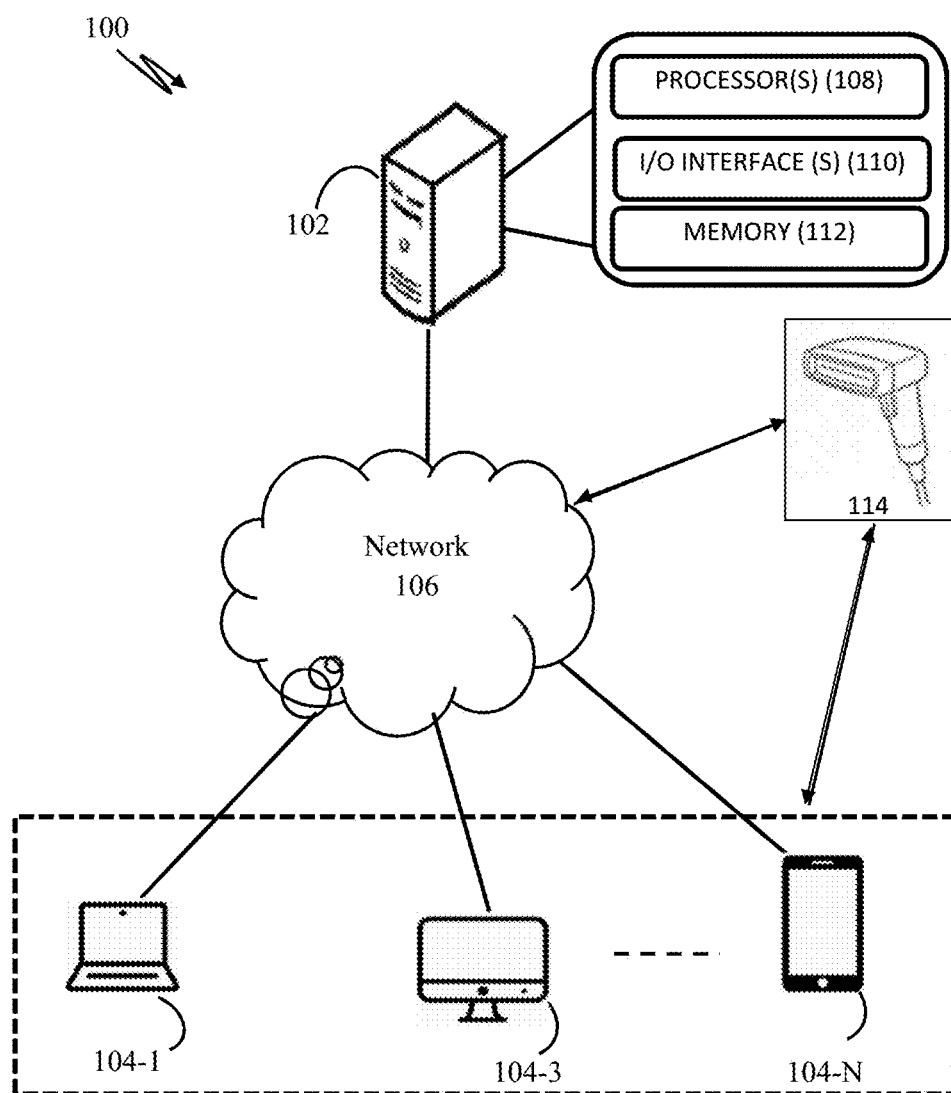 100
PROCESSOR(S) (108)
I/O INTERFACE (S) (110)
MEMORY (112)
102
114
Network
106
104-1
104-3
104-N